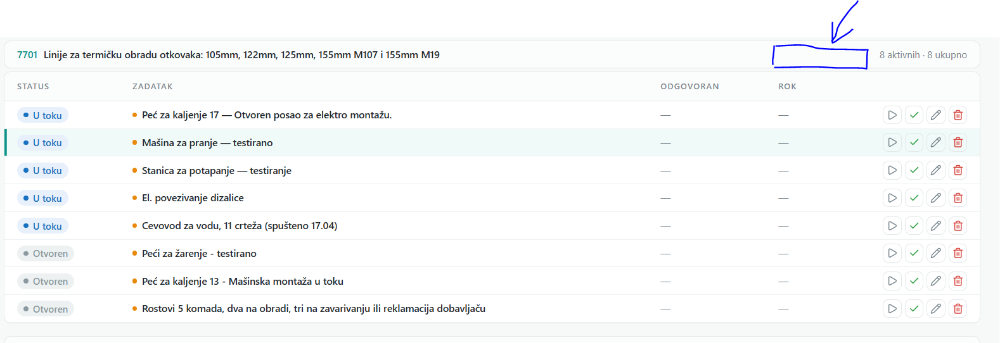 7701 Linije za termičku obradu otkovaka: 105mm, 122mm, 125mm, 155mm M107 i 155mm M19 8 aktivnih · 8 ukupno
STATUS ZADATAK ODGOVORAN ROK
U toku Peć za kaljenje 17 — Otvoren posao za elektro montažu. — —
U toku Mašina za pranje — testirano — —
U toku Stanica za potapanje — testiranje — —
U toku El. povezivanje dizalice — —
U toku Cevovod za vodu, 11 crteža (spušteno 17.04) — —
Otvoren Peći za žarenje - testirano — —
Otvoren Peć za kaljenje 13 - Mašinska montaža u toku — —
Otvoren Rostovi 5 komada, dva na obradi, tri na zavarivanju ili reklamacija dobavljaču — —